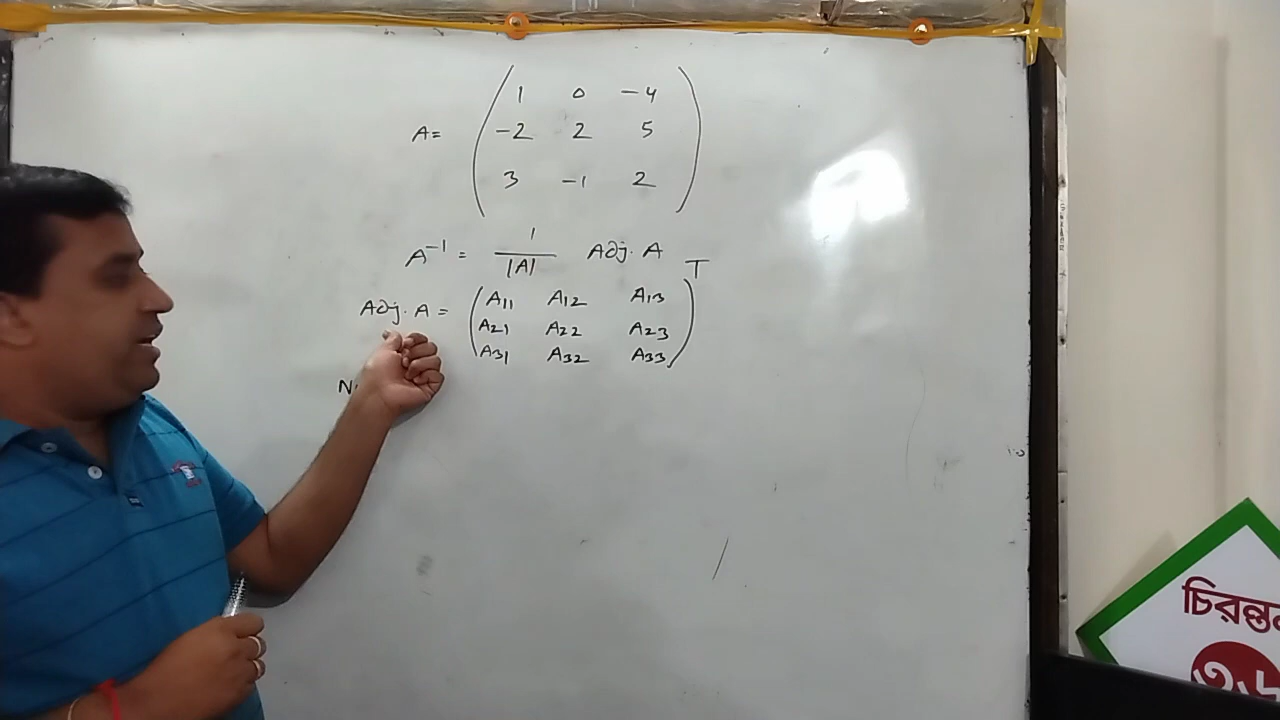 1 0 -4
A= -2 2 5
3 -1 2
A⁻¹ = 1/|A| Adj. A
T
Adj. A = A11 A12 A13
A21 A22 A23
A31 A32 A33
N